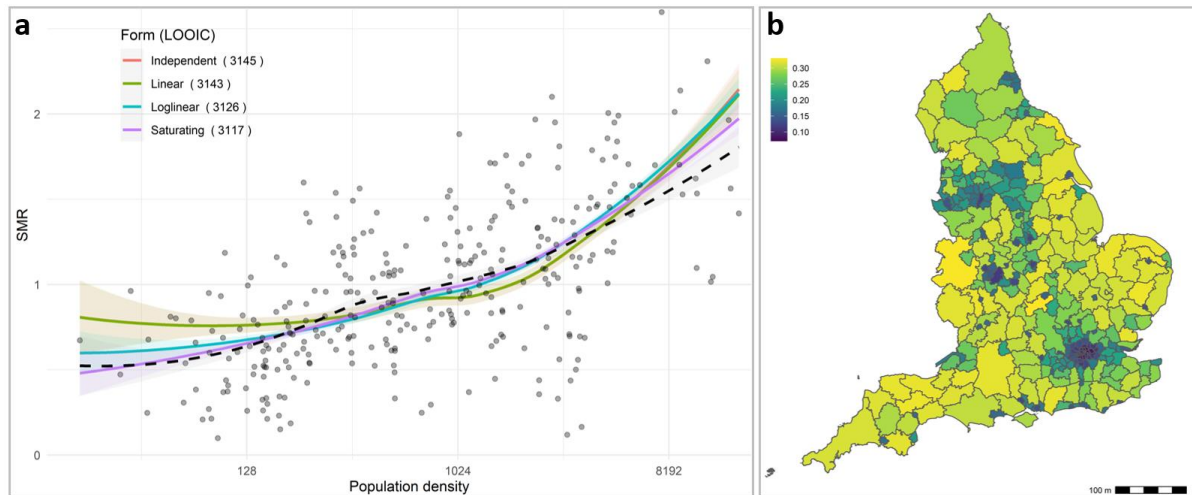 a
Form (LOOIC)
Independent ( 3145 )
Linear ( 3143 )
Loglinear ( 3126 )
Saturating ( 3117 )
2
1
0
SMR
128
1024
8192
Population density
b
0.30
0.25
0.20
0.15
0.10
100 m